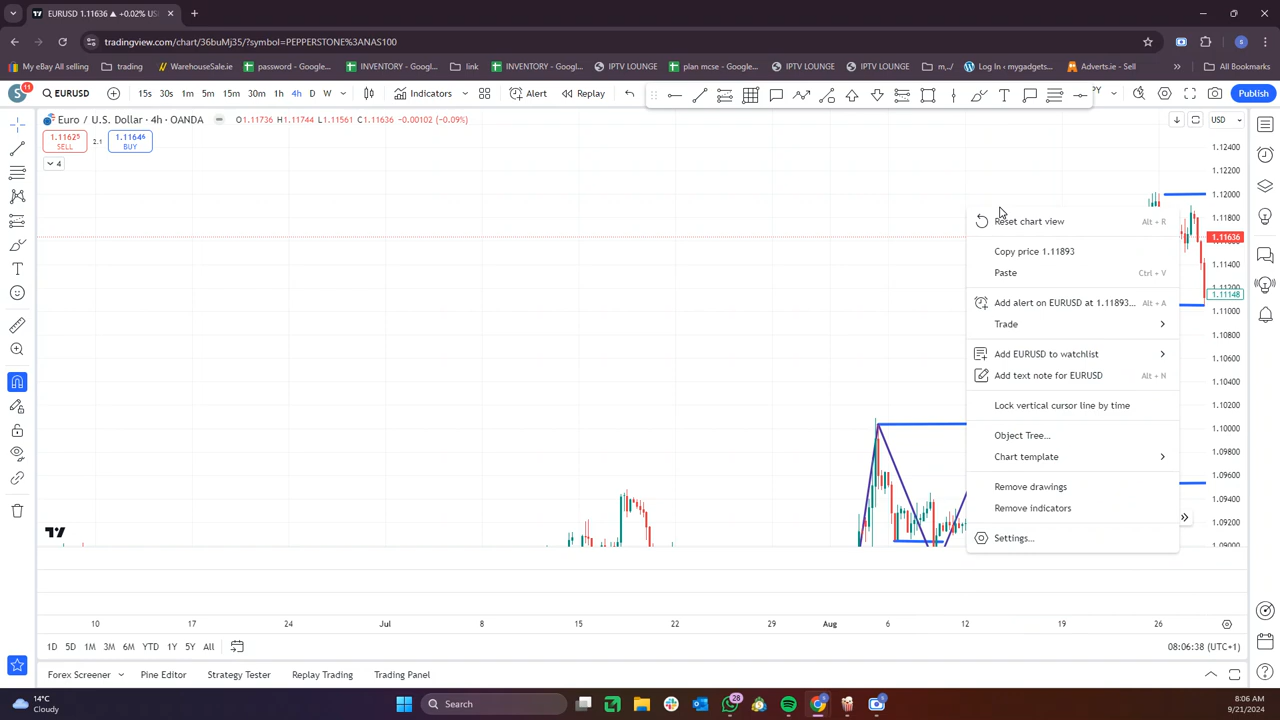 EURUSD 1.11636 ▲ +0.02% US
tradingview.com/chart/36buMj35/?symbol=PEPPERSTONE%3ANAS100
S
My eBay All selling
trading
WarehouseSale.ie
password - Google...
INVENTORY - Google...
link
INVENTORY - Google...
IPTV LOUNGE
plan mcse - Google...
IPTV LOUNGE
m,./
Log In ‹ mygadgets...
Adverts.ie - Sell
All Bookmarks
S 11
EURUSD
15s 30s 1m 5m 15m 30m 1h 4h D W
Indicators
Alert
Replay
Publish
Euro / U.S. Dollar · 4h · OANDA
O1.11736 H1.11744 L1.11561 C1.11636 −0.00102 (−0.09%)
USD
1.11625 SELL
2.1
1.11646 BUY
4
1.12400
1.12200
1.12000
1.11800
1.11636
1.11400
1.11200
1.11148
1.11000
1.10800
1.10600
1.10400
1.10200
1.10000
1.09800
1.09600
1.09400
1.09200
1.09000
Reset chart view Alt + R
Copy price 1.11893
Paste Ctrl + V
Add alert on EURUSD at 1.11893... Alt + A
Trade
Add EURUSD to watchlist
Add text note for EURUSD Alt + N
Lock vertical cursor line by time
Object Tree...
Chart template
Remove drawings
Remove indicators
Settings...
10 17 24 Jul 8 15 22 29 Aug 6 12 19 26
1D 5D 1M 3M 6M YTD 1Y 5Y All
08:06:38 (UTC+1)
Forex Screener Pine Editor Strategy Tester Replay Trading Trading Panel
14°C
Cloudy
Search
28
8:06 AM
9/21/2024